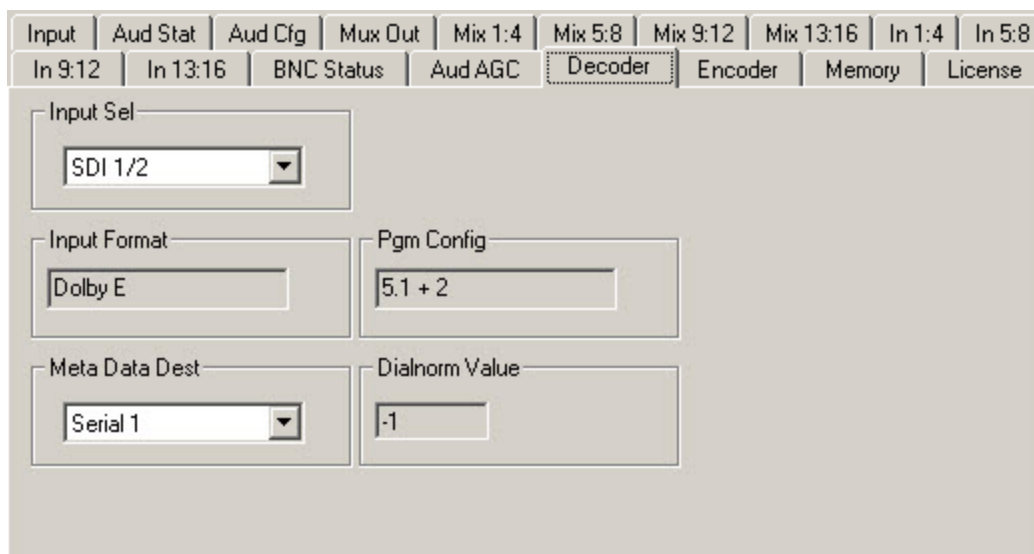 Input Aud Stat Aud Cfg Mux Out Mix 1:4 Mix 5:8 Mix 9:12 Mix 13:16 In 1:4 In 5:8
In 9:12 In 13:16 BNC Status Aud AGC Decoder Encoder Memory License
Input Sel
SDI 1/2
Input Format Pgm Config
Dolby E 5.1 + 2
Meta Data Dest Dialnorm Value
Serial 1 -1